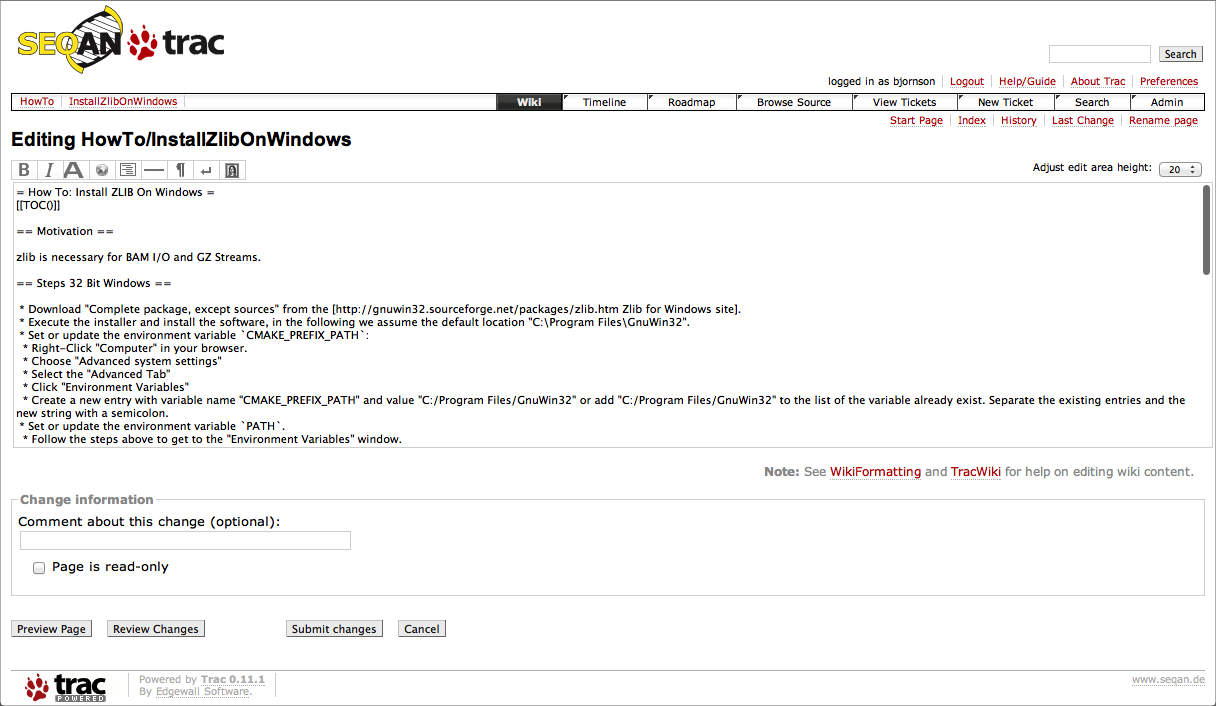 SEQAN trac
Search
logged in as bjornson Logout Help/Guide About Trac Preferences
HowTo InstallZlibOnWindows Wiki Timeline Roadmap Browse Source View Tickets New Ticket Search Admin
Start Page Index History Last Change Rename page
Editing HowTo/InstallZlibOnWindows
B I A ¶ Adjust edit area height: 20
= How To: Install ZLIB On Windows =
[[TOC()]]
== Motivation ==
zlib is necessary for BAM I/O and GZ Streams.
== Steps 32 Bit Windows ==
* Download "Complete package, except sources" from the [http://gnuwin32.sourceforge.net/packages/zlib.htm Zlib for Windows site].
* Execute the installer and install the software, in the following we assume the default location "C:\Program Files\GnuWin32".
* Set or update the environment variable `CMAKE_PREFIX_PATH`:
* Right-Click "Computer" in your browser.
* Choose "Advanced system settings"
* Select the "Advanced Tab"
* Click "Environment Variables"
* Create a new entry with variable name "CMAKE_PREFIX_PATH" and value "C:/Program Files/GnuWin32" or add "C:/Program Files/GnuWin32" to the list of the variable already exist. Separate the existing entries and the
new string with a semicolon.
* Set or update the environment variable `PATH`.
* Follow the steps above to get to the "Environment Variables" window.
Note: See WikiFormatting and TracWiki for help on editing wiki content.
Change information
Comment about this change (optional):
Page is read-only
Preview Page Review Changes Submit changes Cancel
trac POWERED
Powered by Trac 0.11.1
By Edgewall Software.
www.seqan.de